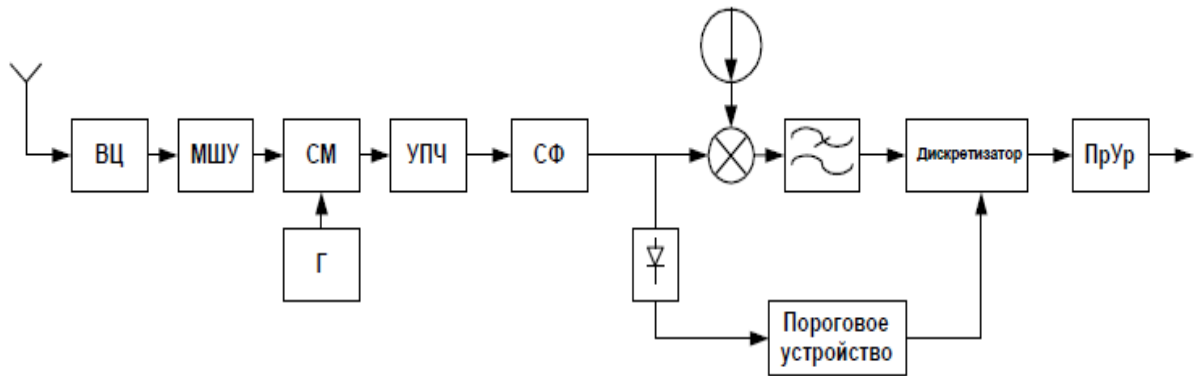 ВЦ
МШУ
СМ
УПЧ
СФ
Дискретизатор
ПрУр
Г
Пороговое
устройство